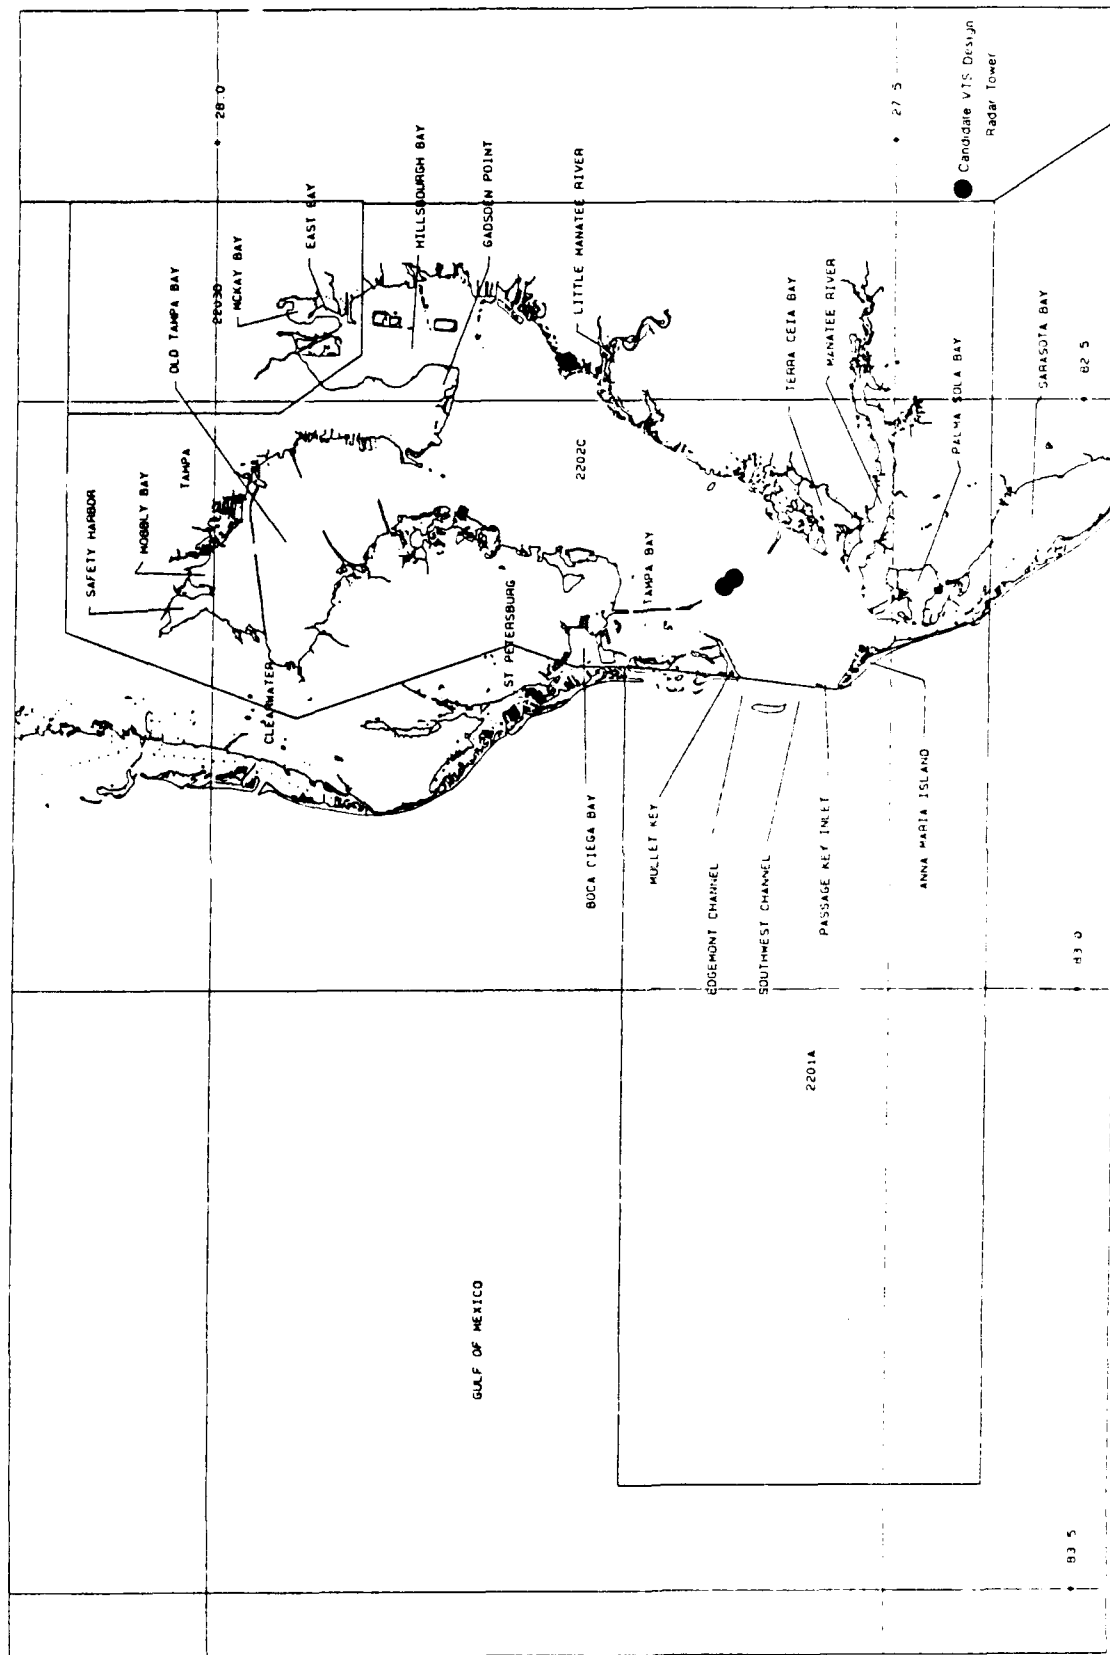 SAFETY HARBOR
MOBBLY BAY
TAMPA
OLD TAMPA BAY
2203D
MCKAY BAY
28.0
EAST BAY
HILLSBOURGH BAY
GADSDEN POINT
LITTLE MANATEE RIVER
CLEARWATER
ST PETERSBURG
2202C
TAMPA BAY
TERRA CEIA BAY
MANATEE RIVER
27 5
Candidate VTS Design
Radar Tower
PALMA SOLA BAY
SARASOTA BAY
82 5
BOCA CIEGA BAY
MULLET KEY
EDGEMONT CHANNEL
SOUTHWEST CHANNEL
PASSAGE KEY INLET
ANNA MARIA ISLAND
83 0
2201A
GULF OF MEXICO
83 5